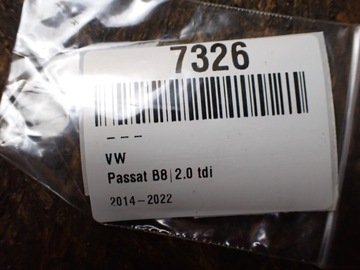 7326
– – –
VW
Passat B8|2.0 tdi
2014-2022